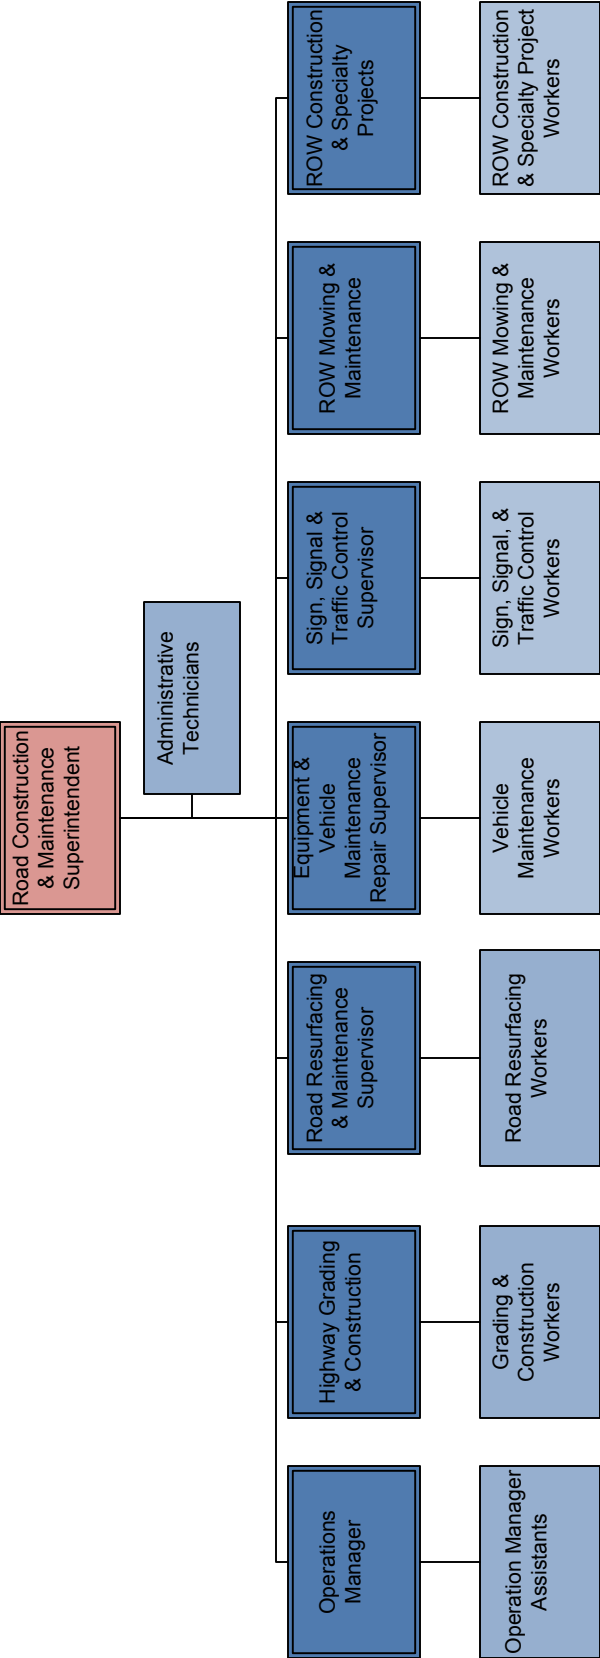 Road Construction
& Maintenance
Superintendent
Administrative
Technicians
Operations
Manager
Highway Grading
& Construction
Road Resurfacing
& Maintenance
Supervisor
Equipment &
Vehicle
Maintenance
Repair Supervisor
Sign, Signal &
Traffic Control
Supervisor
ROW Mowing &
Maintenance
ROW Construction
& Specialty
Projects
Operation Manager
Assistants
Grading &
Construction
Workers
Road Resurfacing
Workers
Vehicle
Maintenance
Workers
Sign, Signal, &
Traffic Control
Workers
ROW Mowing &
Maintenance
Workers
ROW Construction
& Specialty Project
Workers